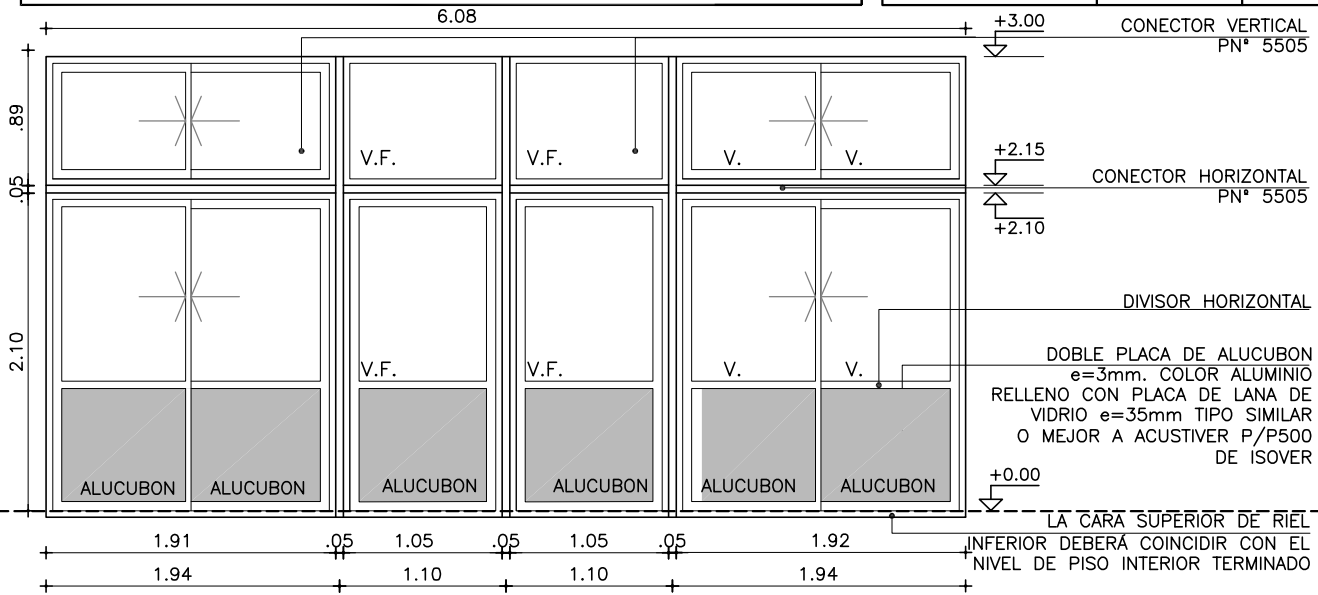 6.08
+3.00
CONECTOR VERTICAL
PNº 5505
.89
V.F.
V.F.
V.
V.
+2.15
.05
CONECTOR HORIZONTAL
PNº 5505
+2.10
DIVISOR HORIZONTAL
2.10
V.F.
V.F.
V.
V.
DOBLE PLACA DE ALUCUBON
e=3mm. COLOR ALUMINIO
RELLENO CON PLACA DE LANA DE
VIDRIO e=35mm TIPO SIMILAR
O MEJOR A ACUSTIVER P/P500
DE ISOVER
ALUCUBON
ALUCUBON
ALUCUBON
ALUCUBON
ALUCUBON
ALUCUBON
+0.00
LA CARA SUPERIOR DE RIEL
INFERIOR DEBERÁ COINCIDIR CON EL
NIVEL DE PISO INTERIOR TERMINADO
1.91
.05
1.05
.05
1.05
.05
1.92
1.94
1.10
1.10
1.94